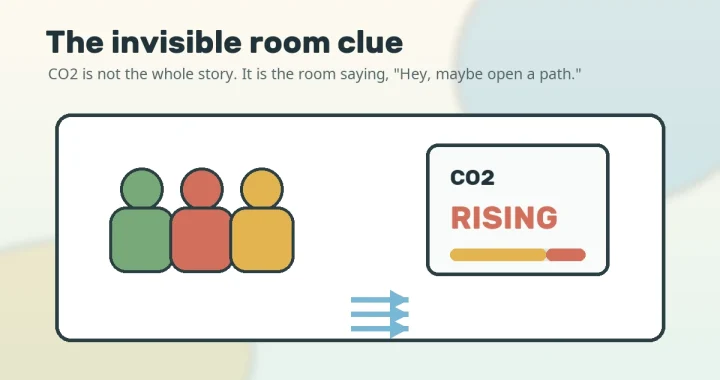 The invisible room clue
CO2 is not the whole story. It is the room saying, "Hey, maybe open a path."
CO2
RISING